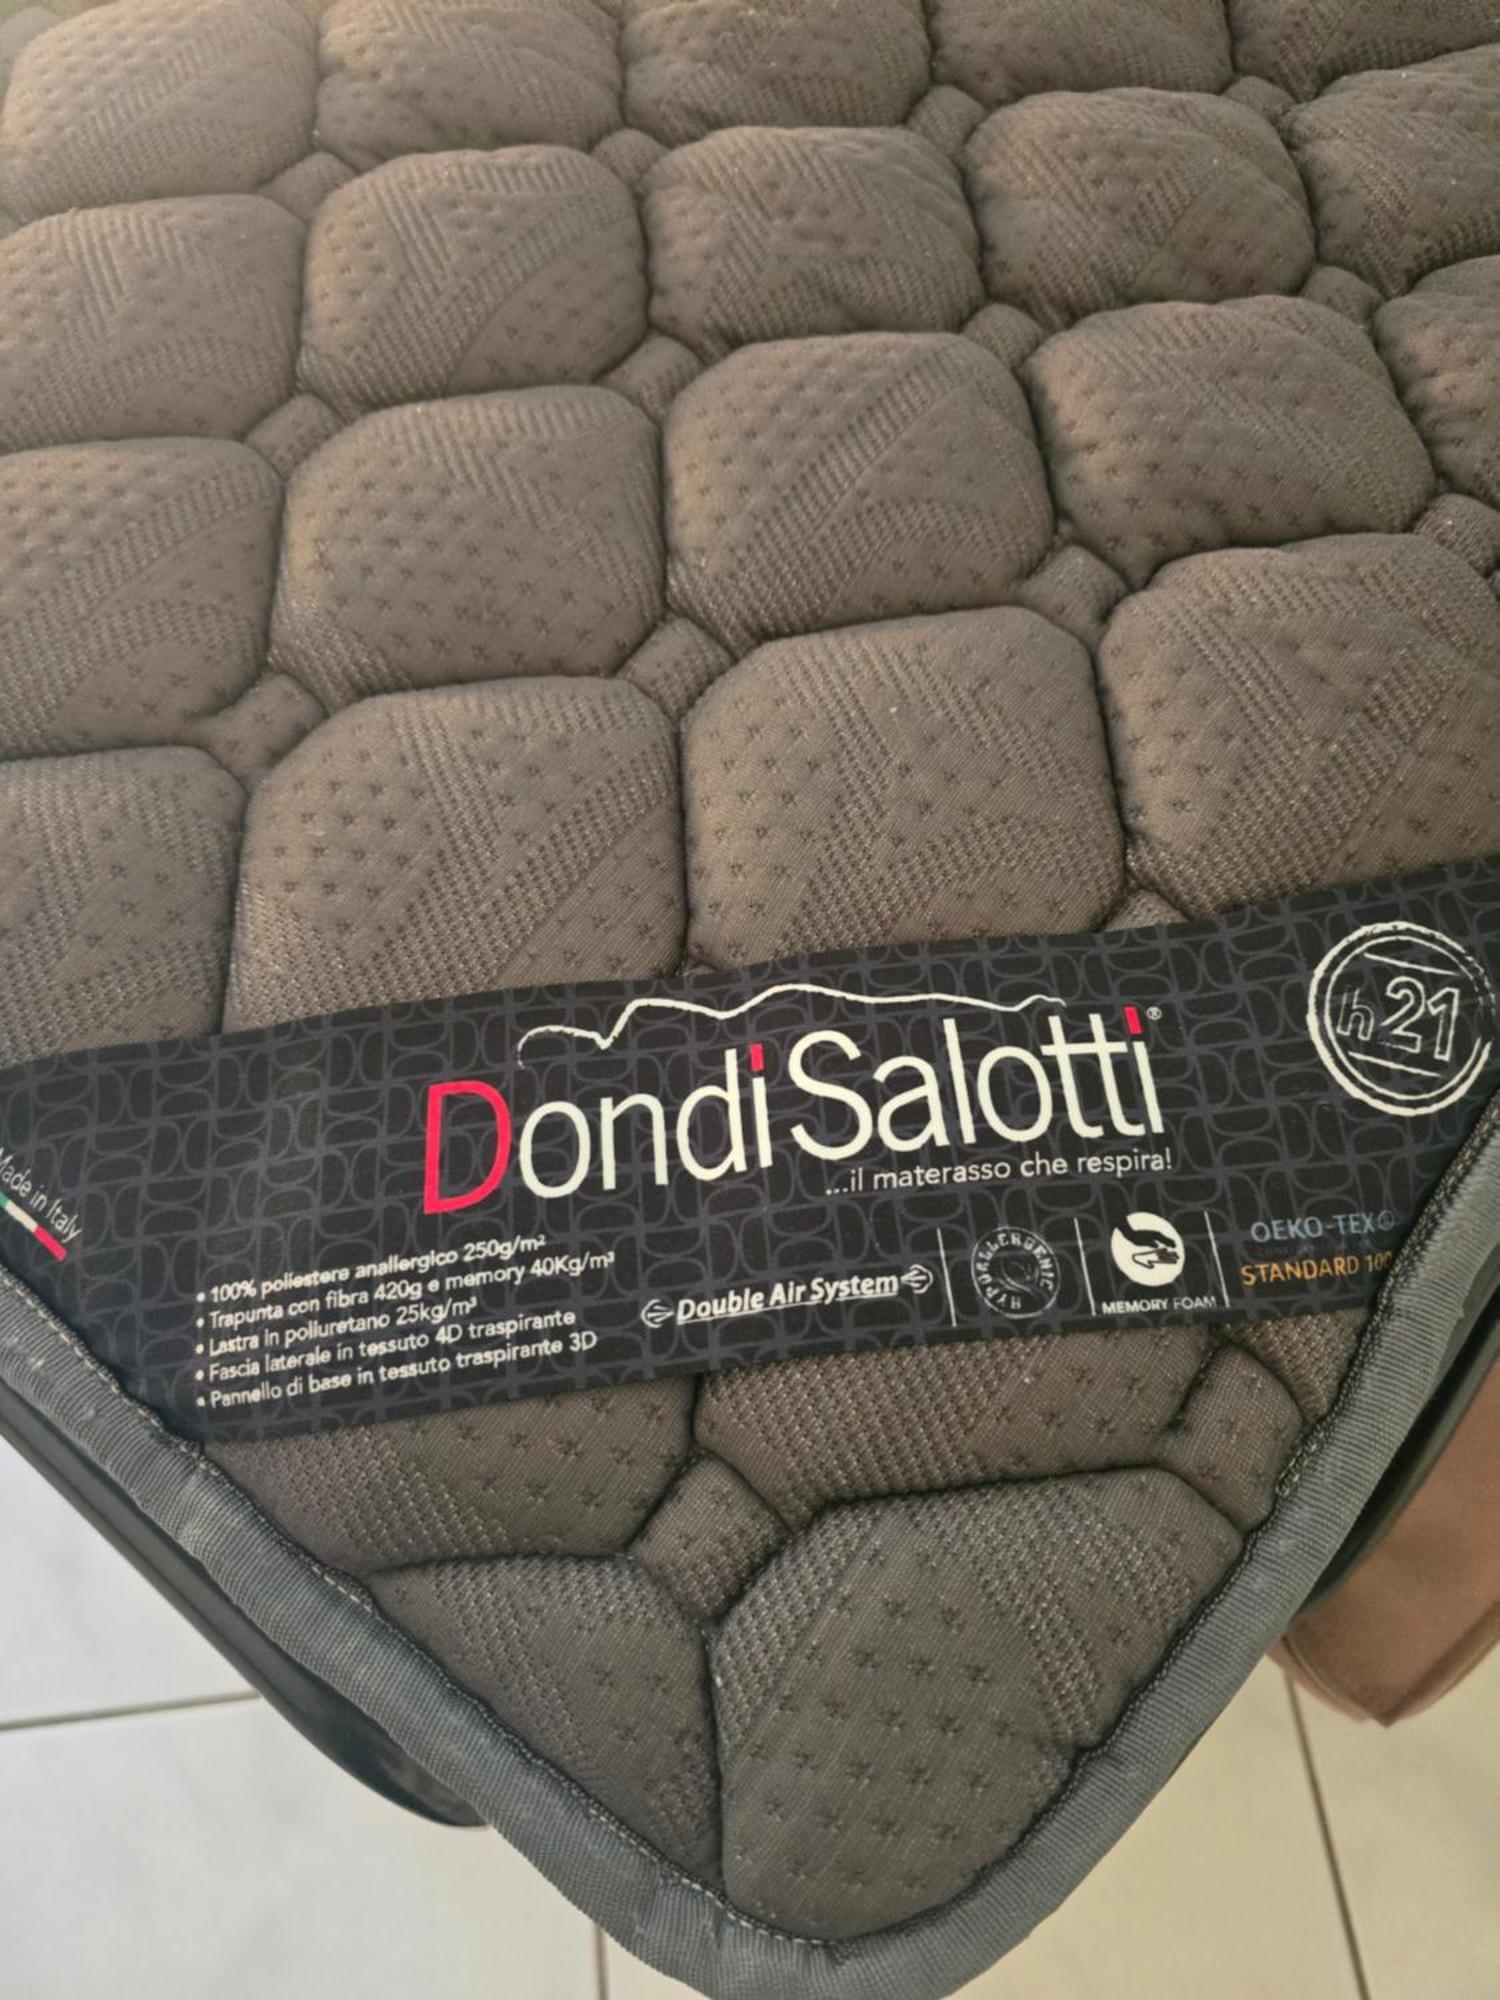 h21
DondiSalotti®
...il materasso che respira!
Made in Italy
• 100% poliestere anallergico 250g/m²
• Trapunta con fibra 420g e memory 40Kg/m³
• Lastra in poliuretano 25kg/m³
• Fascia laterale in tessuto 4D traspirante
• Pannello di base in tessuto traspirante 3D
Double Air System
HYPOALLERGENIC
MEMORY FOAM
OEKO-TEX®
STANDARD 100